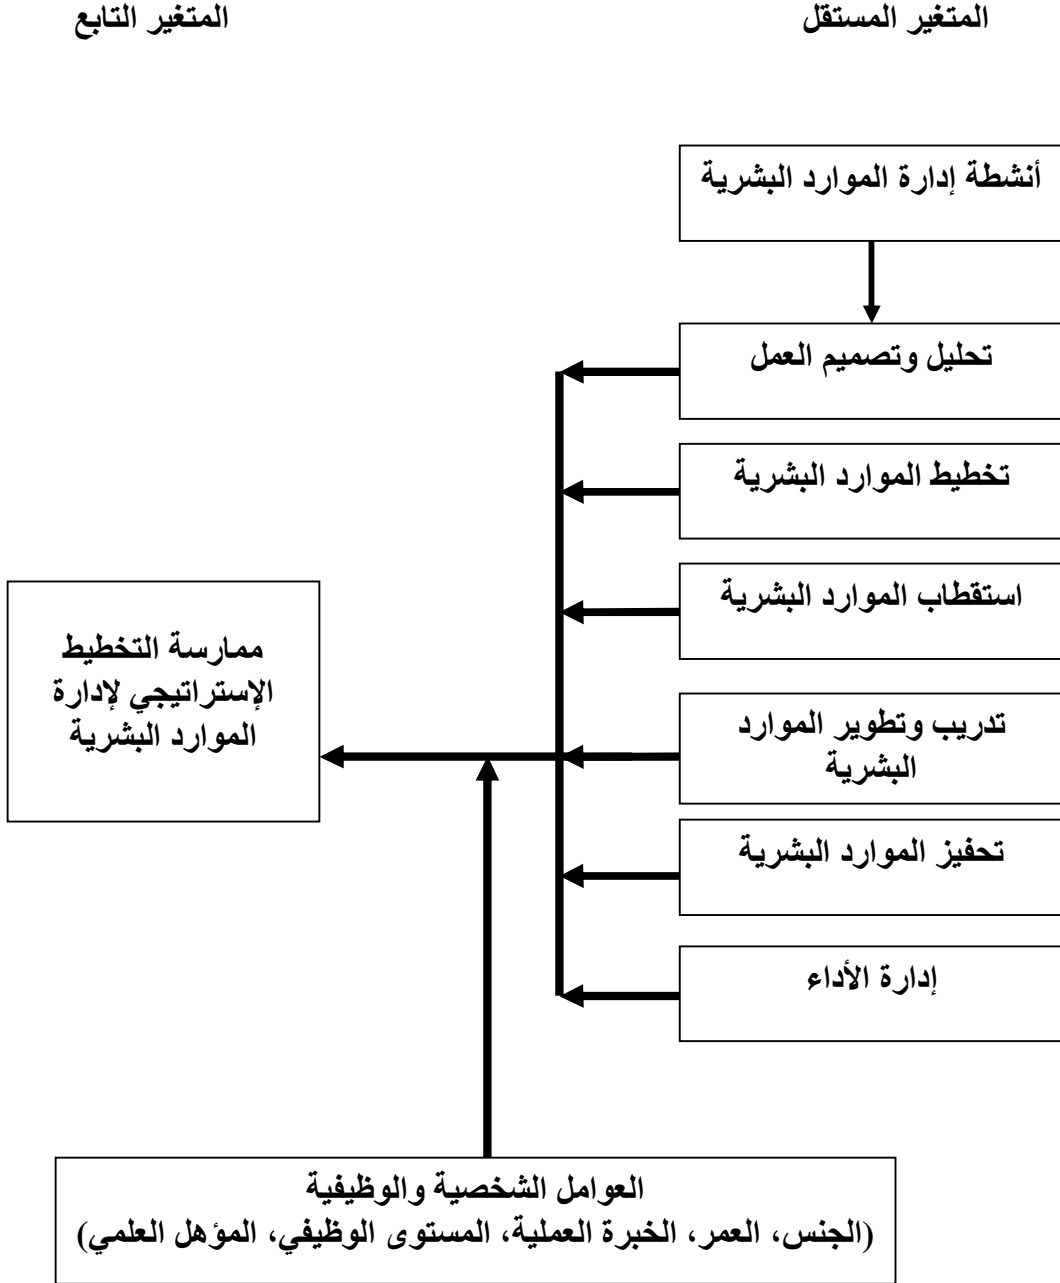 المتغير المستقل
المتغير التابع
أنشطة إدارة الموارد البشرية
تحليل وتصميم العمل
تخطيط الموارد البشرية
استقطاب الموارد البشرية
تدريب وتطوير الموارد
البشرية
تحفيز الموارد البشرية
إدارة الأداء
ممارسة التخطيط
الإستراتيجي لإدارة
الموارد البشرية
العوامل الشخصية والوظيفية
(الجنس، العمر، الخبرة العملية، المستوى الوظيفي، المؤهل العلمي)